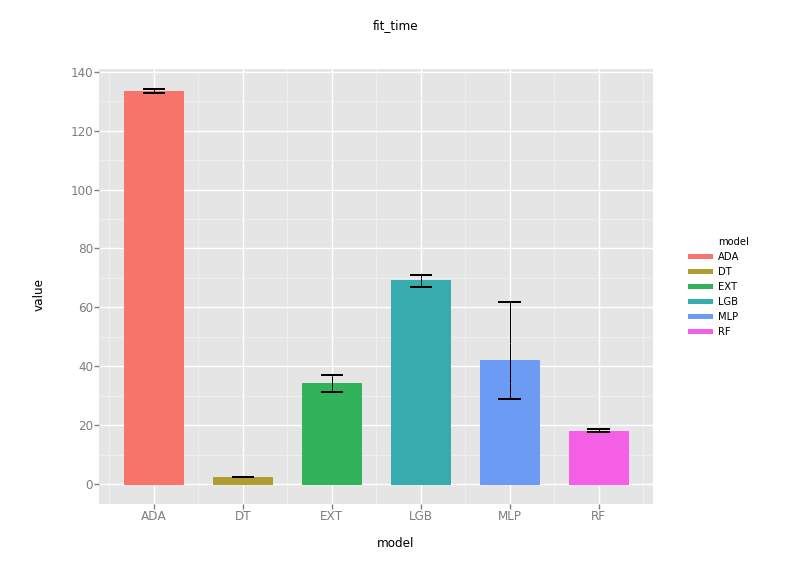 fit_time
140
120
100
80
60
40
20
0
value
ADA DT EXT LGB MLP RF
model
model
ADA
DT
EXT
LGB
MLP
RF